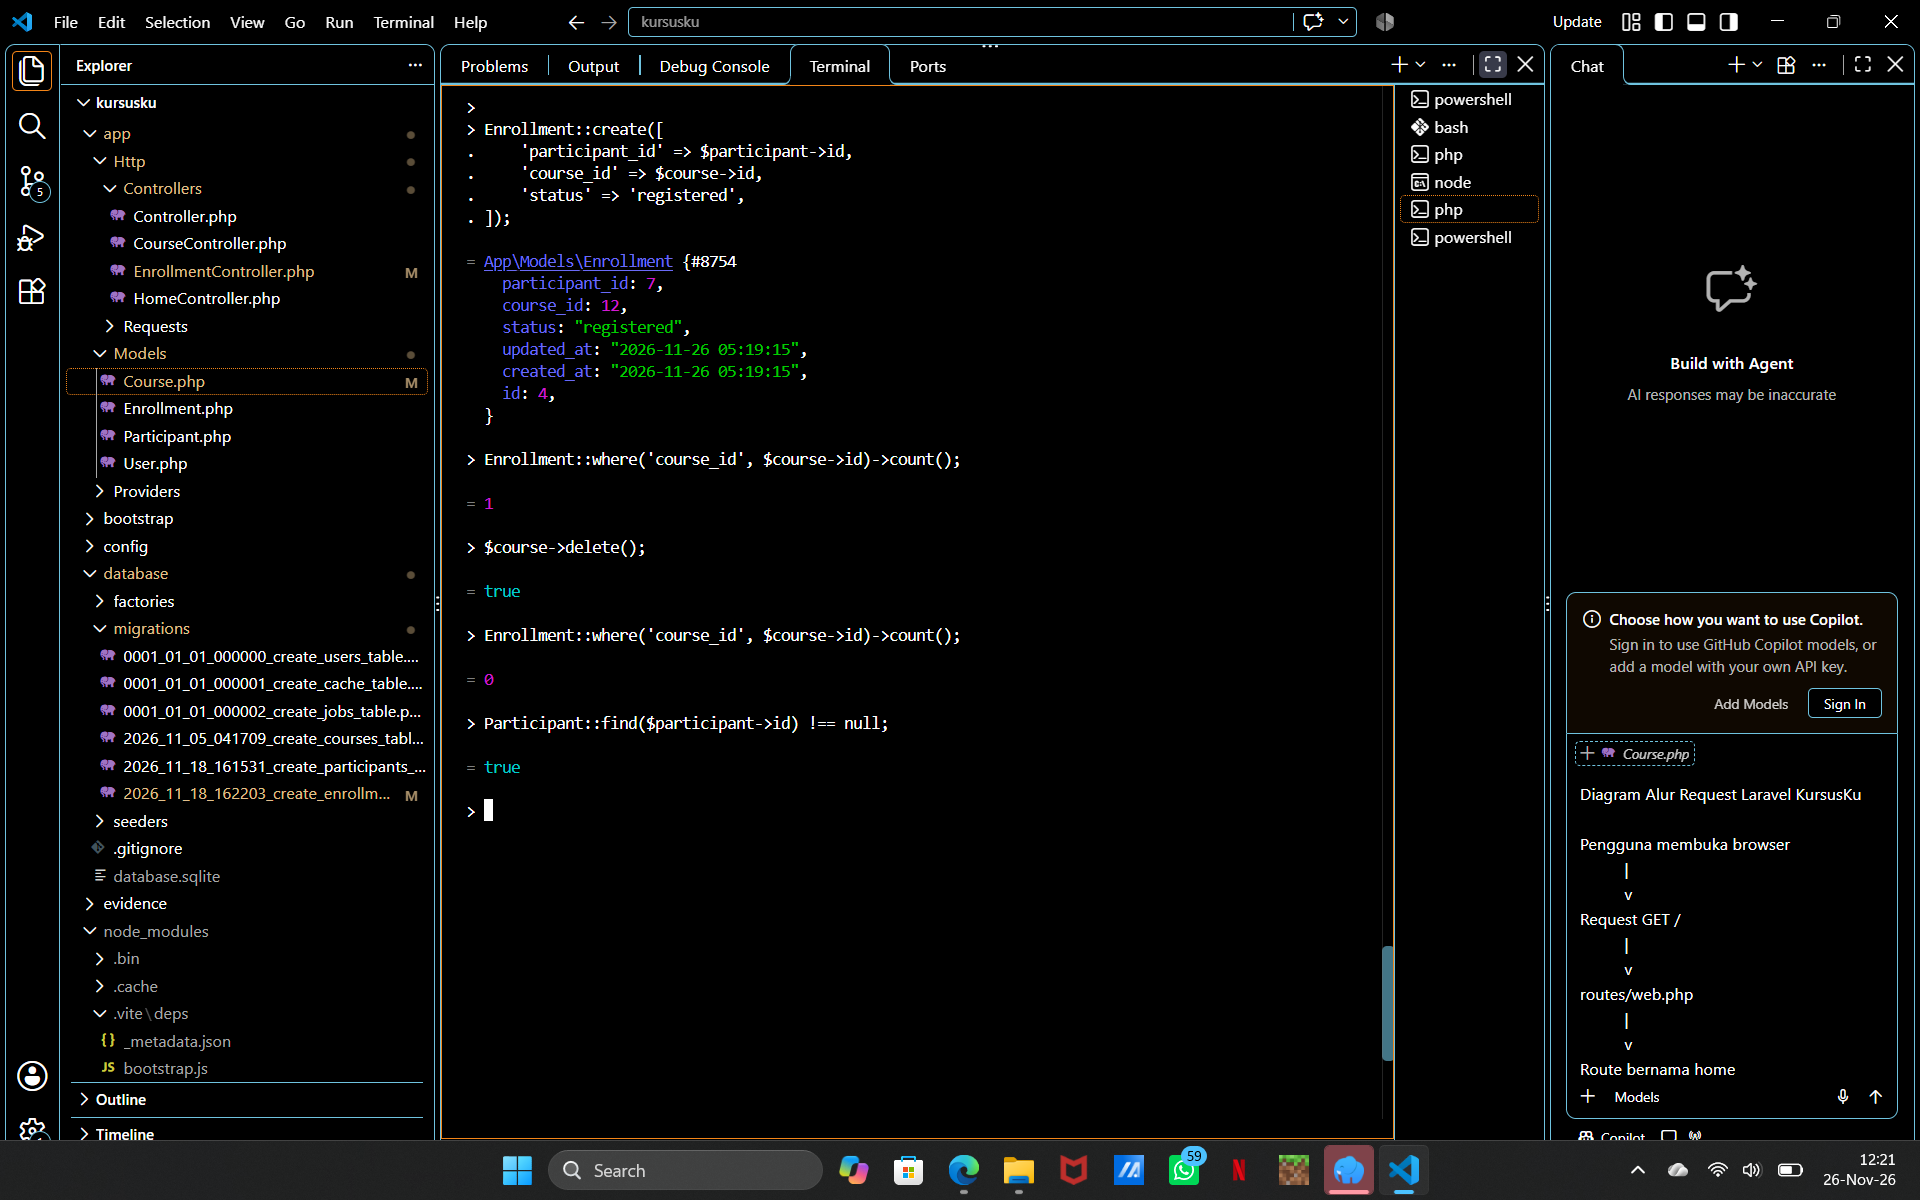 File Edit Selection View Go Run Terminal Help
kursusku
Update
Explorer
kursusku
app
Http
Controllers
Controller.php
CourseController.php
EnrollmentController.php M
HomeController.php
Requests
Models
Course.php M
Enrollment.php
Participant.php
User.php
Providers
bootstrap
config
database
factories
migrations
0001_01_01_000000_create_users_table....
0001_01_01_000001_create_cache_table....
0001_01_01_000002_create_jobs_table.p...
2026_11_05_041709_create_courses_tabl...
2026_11_18_161531_create_participants_...
2026_11_18_162203_create_enrollm... M
seeders
.gitignore
database.sqlite
evidence
node_modules
.bin
.cache
.vite\deps
{} _metadata.json
JS bootstrap.js
Outline
Timeline
5
Problems Output Debug Console Terminal Ports
>
> Enrollment::create([
.     'participant_id' => $participant->id,
.     'course_id' => $course->id,
.     'status' => 'registered',
. ]);
= App\Models\Enrollment {#8754
participant_id: 7,
course_id: 12,
status: "registered",
updated_at: "2026-11-26 05:19:15",
created_at: "2026-11-26 05:19:15",
id: 4,
}
> Enrollment::where('course_id', $course->id)->count();
= 1
> $course->delete();
= true
> Enrollment::where('course_id', $course->id)->count();
= 0
> Participant::find($participant->id) !== null;
= true
>
powershell
bash
php
node
php
powershell
Chat
Build with Agent
AI responses may be inaccurate
Choose how you want to use Copilot.
Sign in to use GitHub Copilot models, or
add a model with your own API key.
Add Models Sign In
Course.php
Diagram Alur Request Laravel KursusKu
Pengguna membuka browser
|
v
Request GET /
|
v
routes/web.php
|
v
Route bernama home
Models
Copilot
Search
59
12:21
26-Nov-26